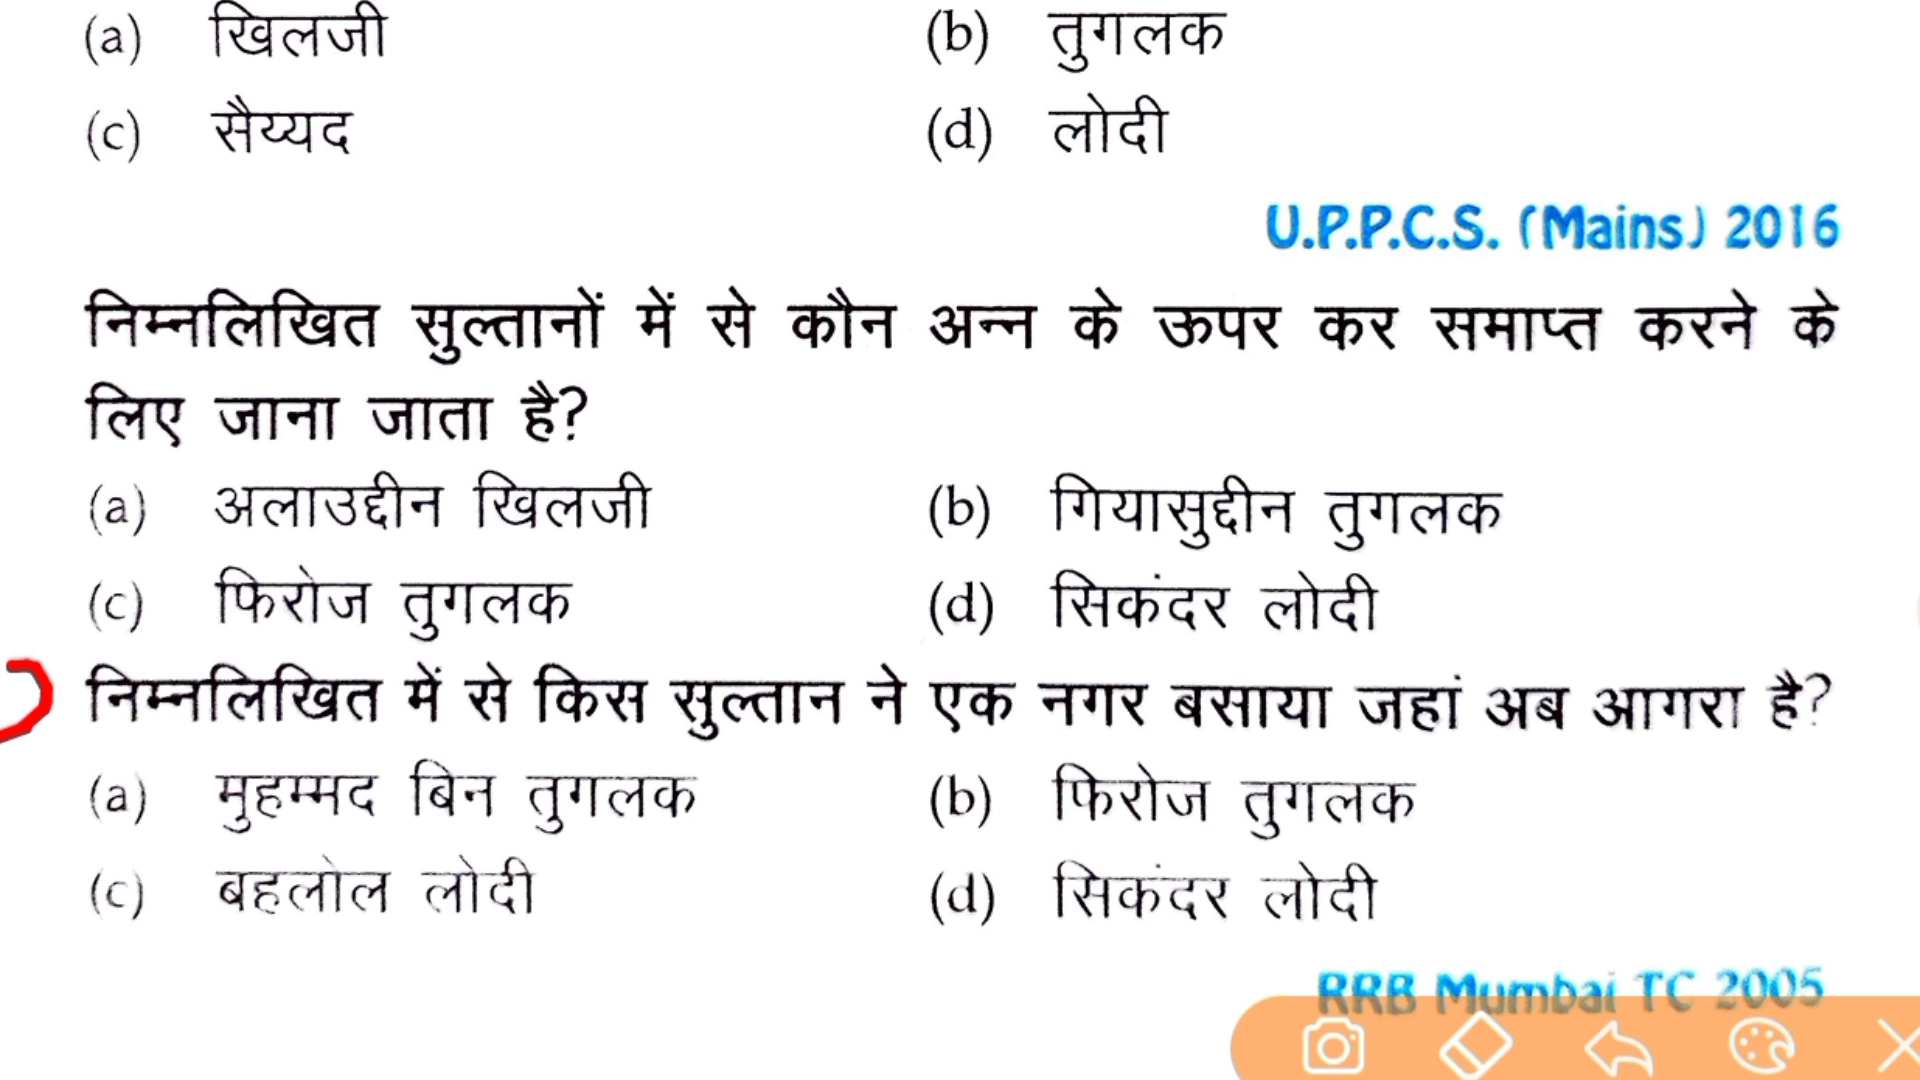 (a) खिलजी (b) तुगलक
(c) सैय्यद (d) लोदी
U.P.P.C.S. (Mains) 2016
निम्नलिखित सुल्तानों में से कौन अन्न के ऊपर कर समाप्त करने के
लिए जाना जाता है?
(a) अलाउद्दीन खिलजी (b) गियासुद्दीन तुगलक
(c) फिरोज तुगलक (d) सिकंदर लोदी
निम्नलिखित में से किस सुल्तान ने एक नगर बसाया जहां अब आगरा है?
(a) मुहम्मद बिन तुगलक (b) फिरोज तुगलक
(c) बहलोल लोदी (d) सिकंदर लोदी
RRB Mumbai TC 2005